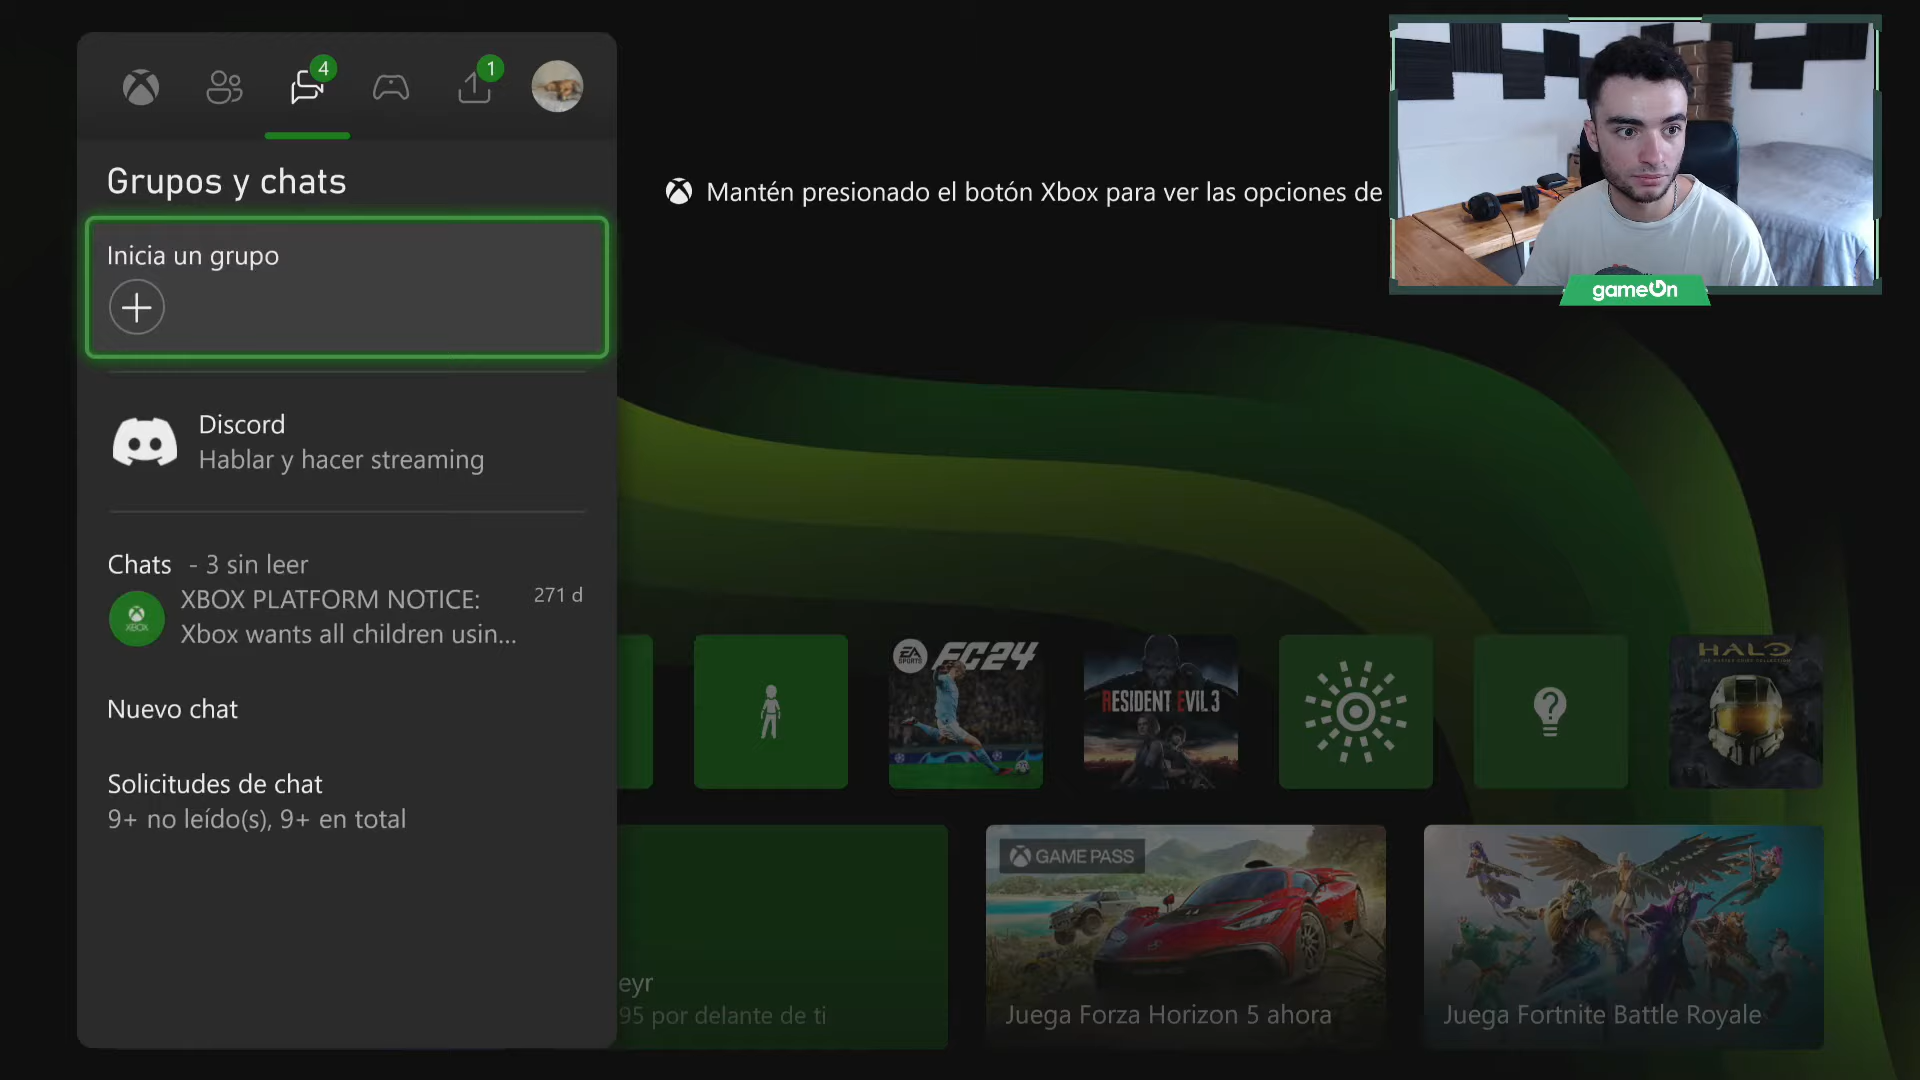 4
1
Grupos y chats
Inicia un grupo
Discord
Hablar y hacer streaming
Chats - 3 sin leer
XBOX PLATFORM NOTICE:
271 d
Xbox wants all children usin...
XBOX
Nuevo chat
Solicitudes de chat
9+ no leído(s), 9+ en total
Mantén presionado el botón Xbox para ver las opciones de
gameOn
EA SPORTS FC24
RESIDENT EVIL 3
HALO
eyr
95 por delante de ti
GAME PASS
Juega Forza Horizon 5 ahora
Juega Fortnite Battle Royale